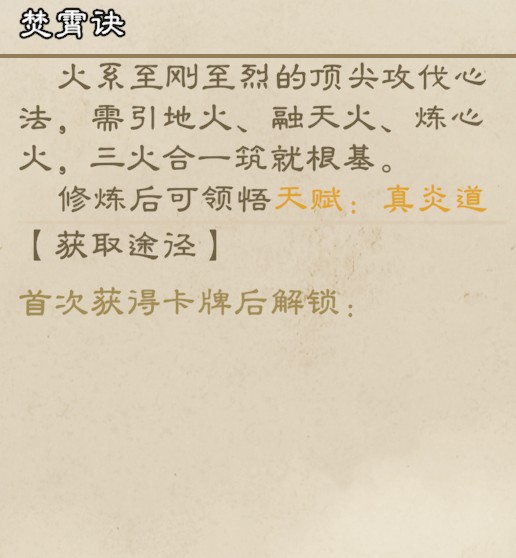 焚霄诀
火系至刚至烈的顶尖攻伐心
法，需引地火、融天火、炼心
火，三火合一筑就根基。
修炼后可领悟天赋：真炎道
【获取途径】
首次获得卡牌后解锁：